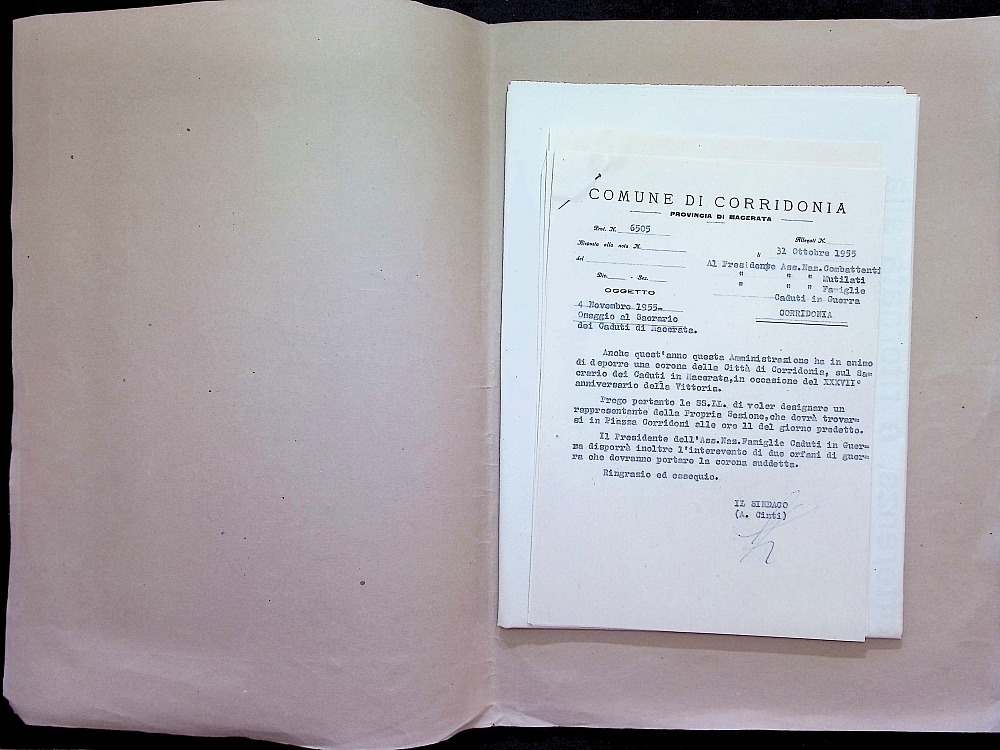 COMUNE DI CORRIDONIA
PROVINCIA DI MACERATA
Prot. N. 6505
Allegati N.
Risposta alla nota N.
li 31 Ottobre 1955
del
Al Presidente Ass.Naz.Combattenti
" " " Mutilati
Div. - Sez.
" " " Famiglie
OGGETTO
Caduti in Guerra
4 Novembre 1955-
CORRIDONIA
Omaggio al Sacrario
dei Caduti di Macerata.
Anche quest'anno questa Amministrazione ha in animo
di deporre una corona della Città di Corridonia, sul Sa=
crario dei Caduti in Macerata,in occasione del XXXVII°
anniversario della Vittoria.
Prego pertanto le SS.LL. di voler designare un
rappresentante della Propria Sezione,che dovrà trovar=
si in Piazza Corridoni alle ore 11 del giorno predetto.
Il Presidente dell'Ass.Naz.Famiglie Caduti in Guer=
ra disporrà inoltre l'interevento di due orfani di guer=
ra che dovranno portare la corona suddetta.
Ringrazio ed ossequio.
IL SINDACO
(A. Cinti)